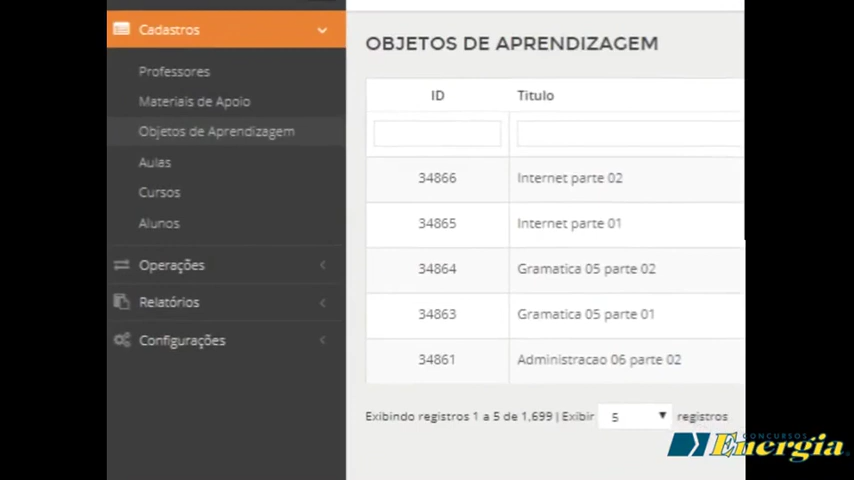 Cadastros
Professores
Materiais de Apoio
Objetos de Aprendizagem
Aulas
Cursos
Alunos
Operações
Relatórios
Configurações
OBJETOS DE APRENDIZAGEM
ID Titulo
34866 Internet parte 02
34865 Internet parte 01
34864 Gramatica 05 parte 02
34863 Gramatica 05 parte 01
34861 Administracao 06 parte 02
Exibindo registros 1 a 5 de 1,699 | Exibir 5 registros
CONCURSOS
Energia